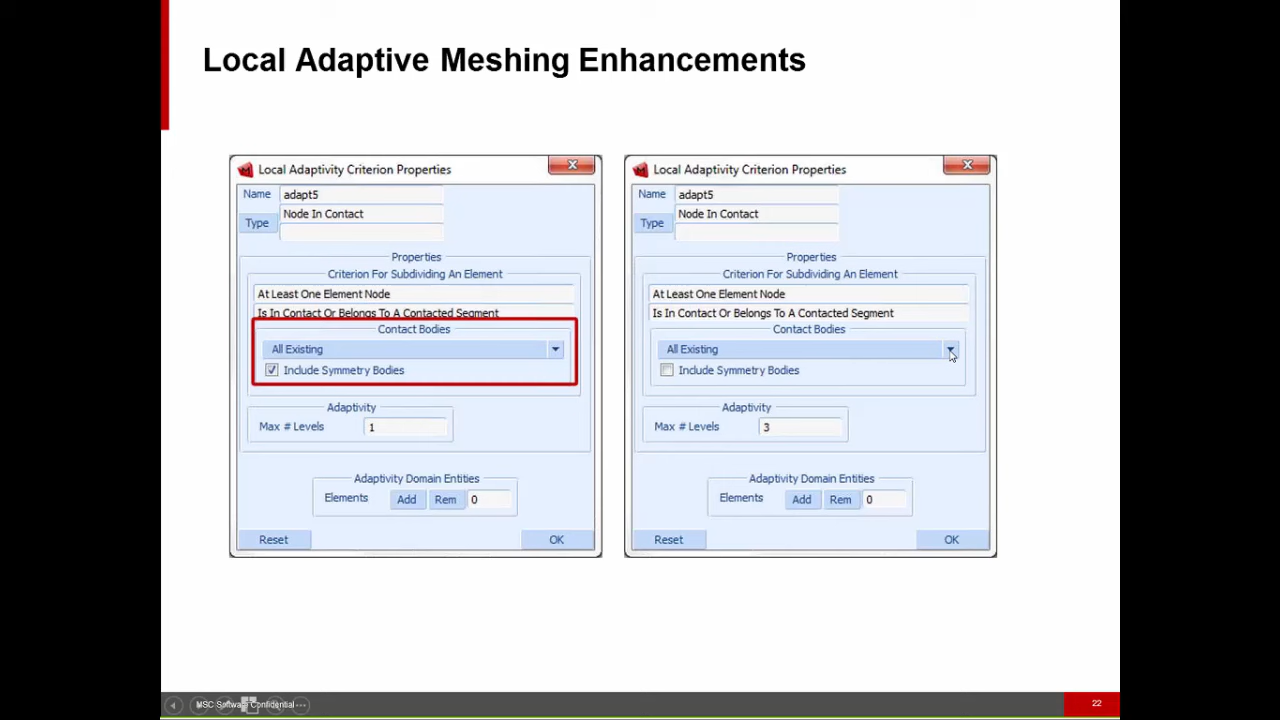 Local Adaptive Meshing Enhancements
Local Adaptivity Criterion Properties
Name adapt5
Type Node In Contact
Properties
Criterion For Subdividing An Element
At Least One Element Node
Is In Contact Or Belongs To A Contacted Segment
Contact Bodies
All Existing
Include Symmetry Bodies
Adaptivity
Max # Levels 1
Adaptivity Domain Entities
Elements Add Rem 0
Reset OK
Local Adaptivity Criterion Properties
Name adapt5
Type Node In Contact
Properties
Criterion For Subdividing An Element
At Least One Element Node
Is In Contact Or Belongs To A Contacted Segment
Contact Bodies
All Existing
Include Symmetry Bodies
Adaptivity
Max # Levels 3
Adaptivity Domain Entities
Elements Add Rem 0
Reset OK
MSC Software Confidential
22